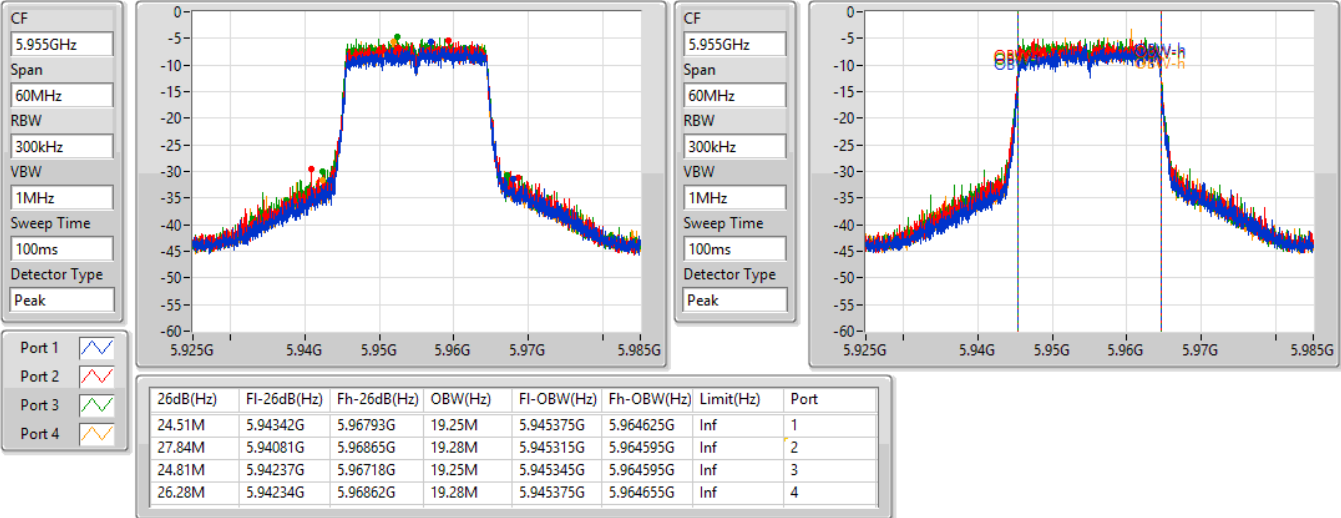 CF
5.955GHz
Span
60MHz
RBW
300kHz
VBW
1MHz
Sweep Time
100ms
Detector Type
Peak
0
-5
-10
-15
-20
-25
-30
-35
-40
-45
-50
-55
-60
5.925G 5.94G 5.95G 5.96G 5.97G 5.985G
CF
5.955GHz
Span
60MHz
RBW
300kHz
VBW
1MHz
Sweep Time
100ms
Detector Type
Peak
0
-5
-10
-15
-20
-25
-30
-35
-40
-45
-50
-55
-60
OBW-h
5.925G 5.94G 5.95G 5.96G 5.97G 5.985G
Port 1
Port 2
Port 3
Port 4
26dB(Hz) Fl-26dB(Hz) Fh-26dB(Hz) OBW(Hz) Fl-OBW(Hz) Fh-OBW(Hz) Limit(Hz) Port
24.51M 5.94342G 5.96793G 19.25M 5.945375G 5.964625G Inf 1
27.84M 5.94081G 5.96865G 19.28M 5.945315G 5.964595G Inf 2
24.81M 5.94237G 5.96718G 19.25M 5.945345G 5.964595G Inf 3
26.28M 5.94234G 5.96862G 19.28M 5.945375G 5.964655G Inf 4